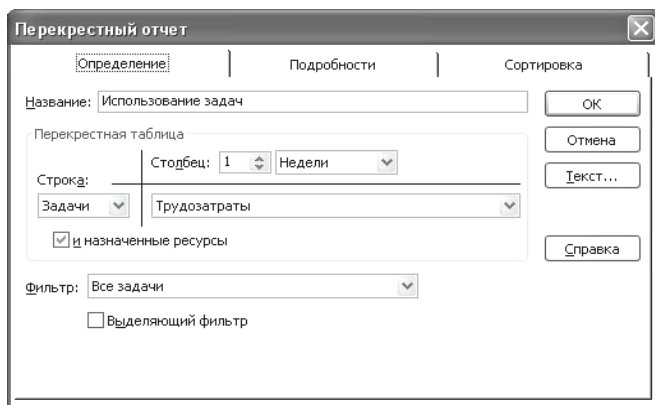 Перекрестный отчет
Определение Подробности Сортировка
Название: Использование задач ОК
Перекрестная таблица
Отмена
Столбец: 1 Недели
Строка: Текст...
Задачи Трудозатраты
и назначенные ресурсы Справка
Фильтр: Все задачи
Выделяющий фильтр